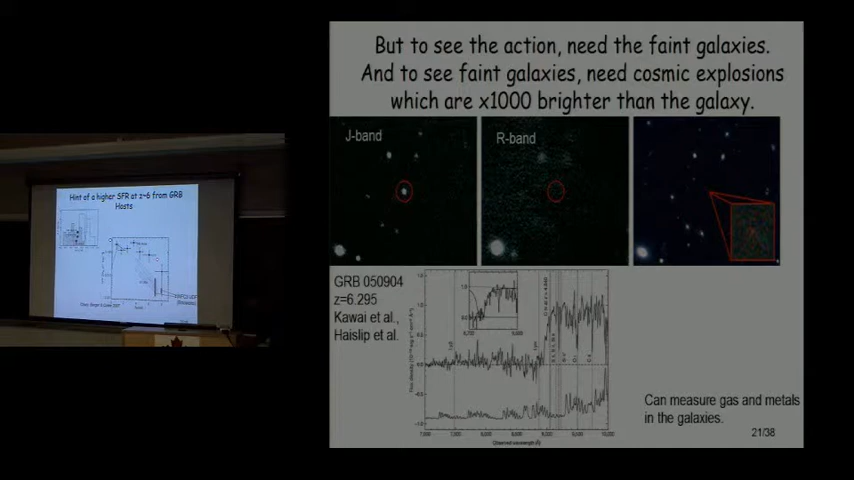 Hint of a higher SFR at z~6 from GRB
Hosts
But to see the action, need the faint galaxies.
And to see faint galaxies, need cosmic explosions
which are x1000 brighter than the galaxy.
J-band
R-band
GRB 050904
z=6.295
Kawai et al.,
Haislip et al.
Observed wavelength
Can measure gas and metals
in the galaxies.
21/38